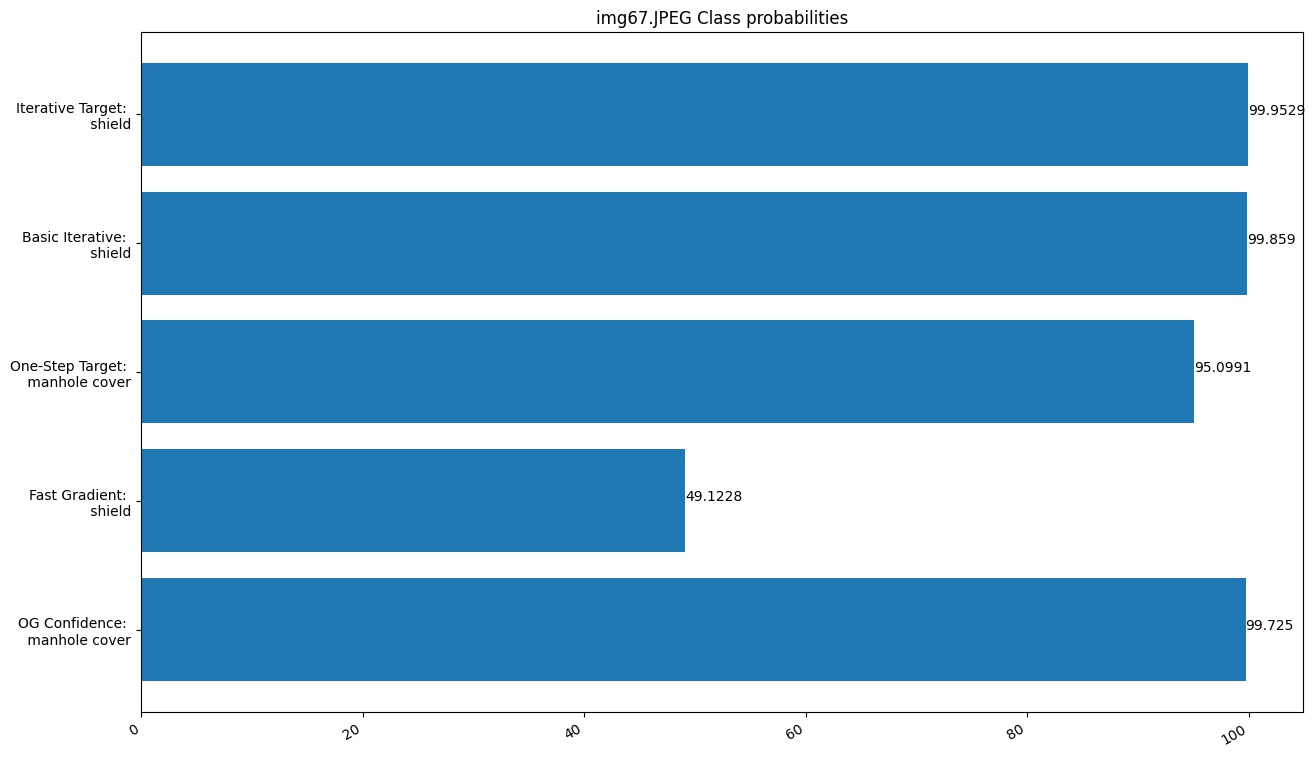 img67.JPEG Class probabilities
Iterative Target:
shield
99.9529
Basic Iterative:
shield
99.859
One-Step Target:
manhole cover
95.0991
Fast Gradient:
shield
49.1228
OG Confidence:
manhole cover
99.725
0
20
40
60
80
100